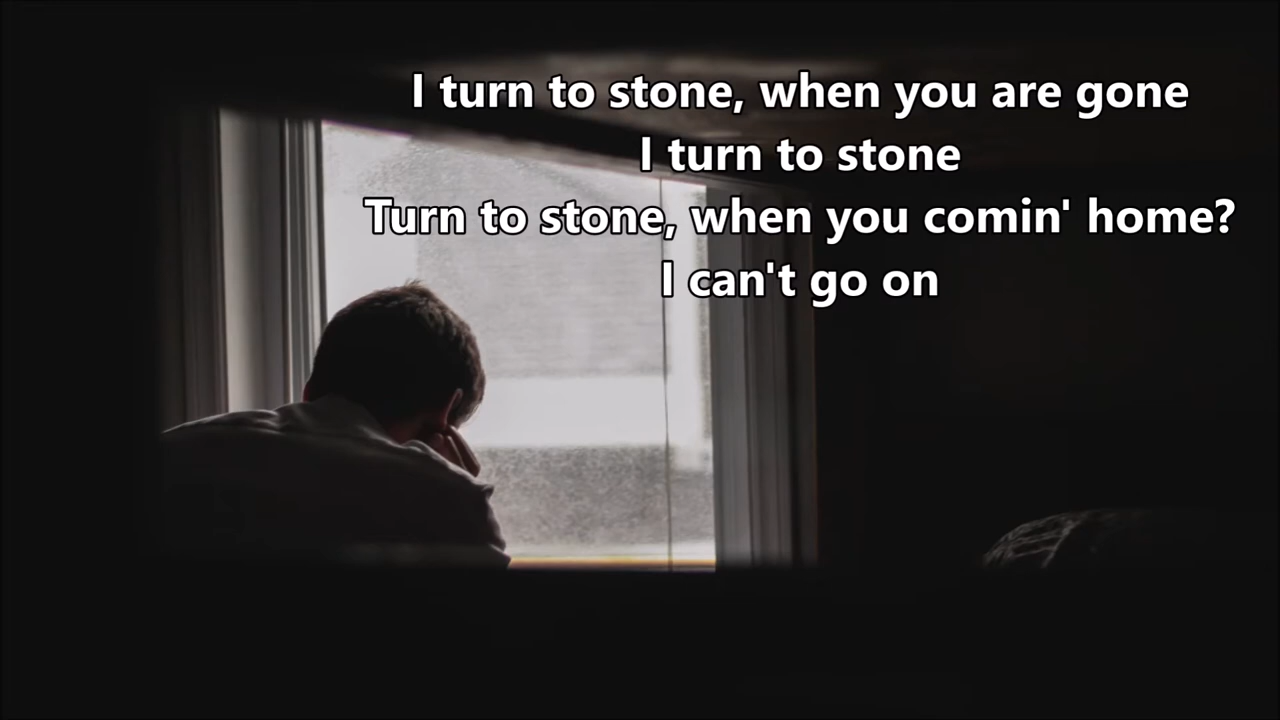 I turn to stone, when you are gone
I turn to stone
Turn to stone, when you comin' home?
I can't go on